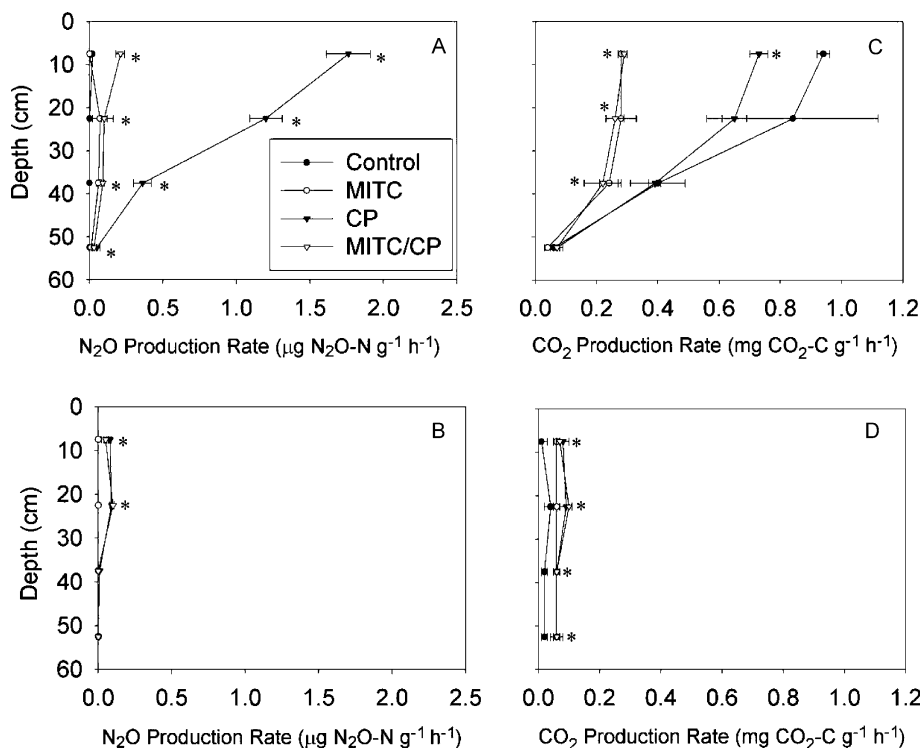 0
10
20
30
40
50
60
Depth (cm)
A
*
*
*
*
*
*
*
Control
MITC
CP
MITC/CP
0.0 0.5 1.0 1.5 2.0 2.5
N₂O Production Rate (μg N₂O-N g⁻¹ h⁻¹)
C
*
*
*
*
0.0 0.2 0.4 0.6 0.8 1.0 1.2
CO₂ Production Rate (mg CO₂-C g⁻¹ h⁻¹)
0
10
20
30
40
50
60
Depth (cm)
B
*
*
0.0 0.5 1.0 1.5 2.0 2.5
N₂O Production Rate (μg N₂O-N g⁻¹ h⁻¹)
D
*
*
*
*
0.0 0.2 0.4 0.6 0.8 1.0 1.2
CO₂ Production Rate (mg CO₂-C g⁻¹ h⁻¹)